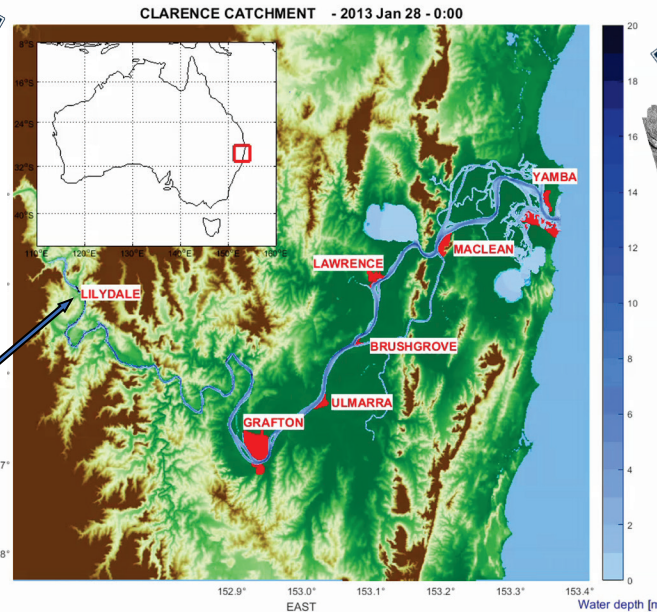 CLARENCE CATCHMENT - 2013 Jan 28 - 0:00
8°S
16°S
24°S
32°S
40°S
110°E 120°E 130°E 140°E 150°E 160°E
YAMBA
MACLEAN
LAWRENCE
LILYDALE
BRUSHGROVE
ULMARRA
GRAFTON
7°
8°
152.9° 153.0° 153.1° 153.2° 153.3° 153.4°
EAST
20
18
16
14
12
10
8
6
4
2
0
Water depth [m